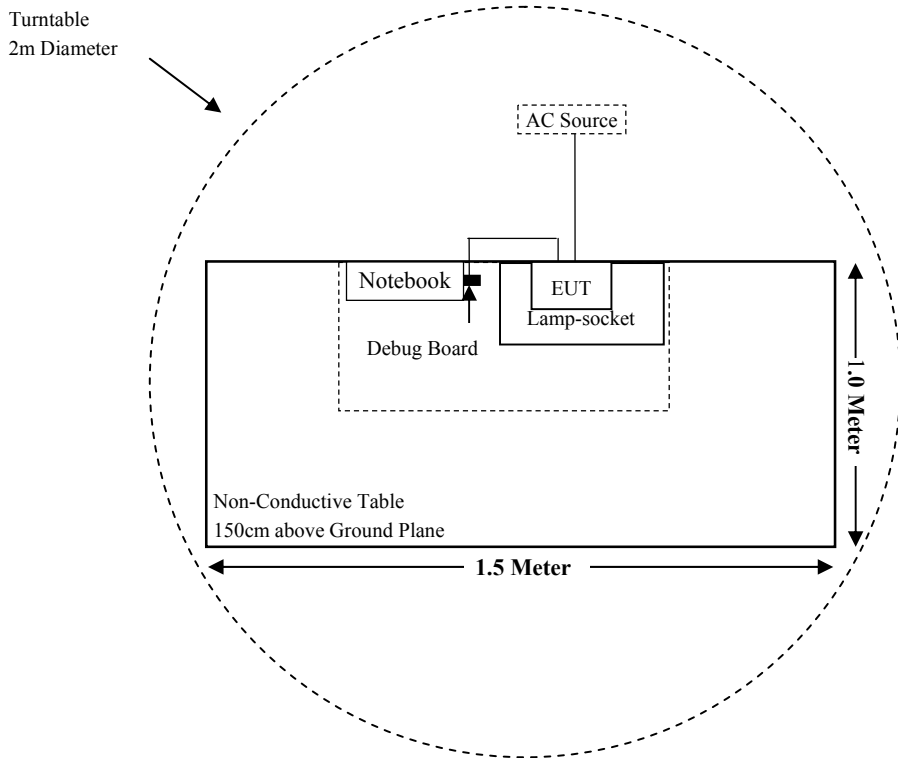 Turntable
2m Diameter
AC Source
Notebook
EUT
Lamp-socket
Debug Board
1.0 Meter
Non-Conductive Table
150cm above Ground Plane
1.5 Meter